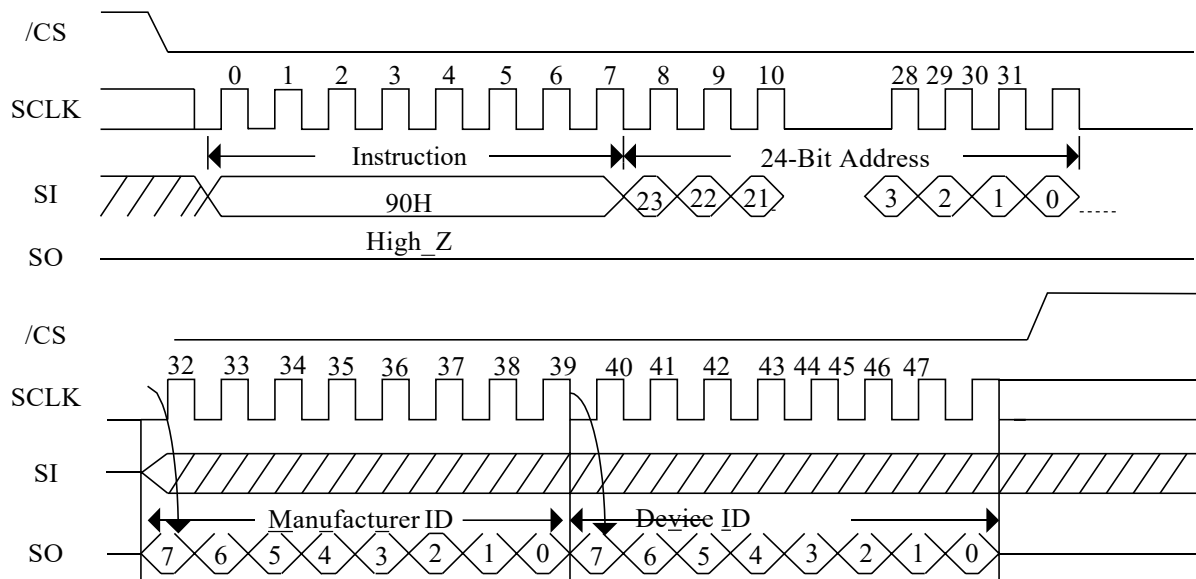 /CS
0 1 2 3 4 5 6 7 8 9 10 28 29 30 31
SCLK
Instruction 24-Bit Address
SI 90H 23 22 21 3 2 1 0
High_Z
SO
/CS
32 33 34 35 36 37 38 39 40 41 42 43 44 45 46 47
SCLK
SI
Manufacturer ID Device ID
SO 7 6 5 4 3 2 1 0 7 6 5 4 3 2 1 0